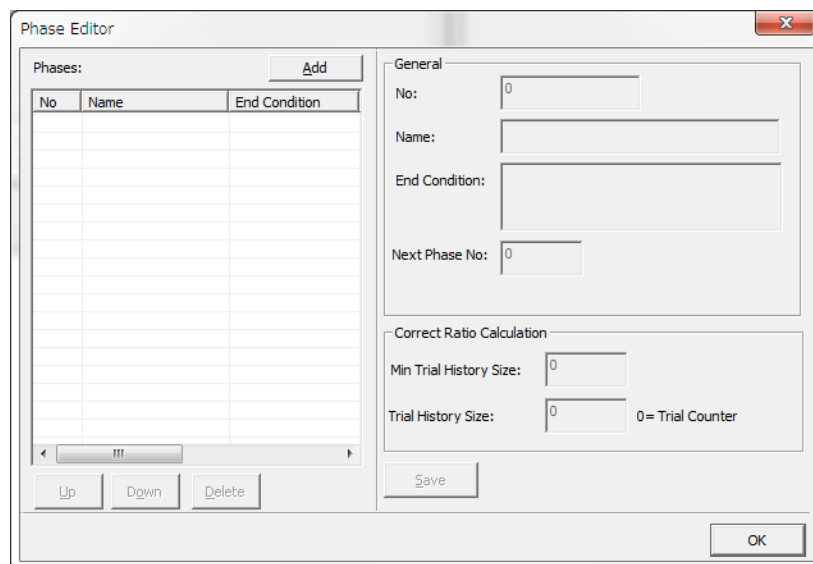 Phase Editor
Phases:
Add
No Name End Condition
Up Down Delete
General
No: 0
Name:
End Condition:
Next Phase No: 0
Correct Ratio Calculation
Min Trial History Size: 0
Trial History Size: 0 0= Trial Counter
Save
OK